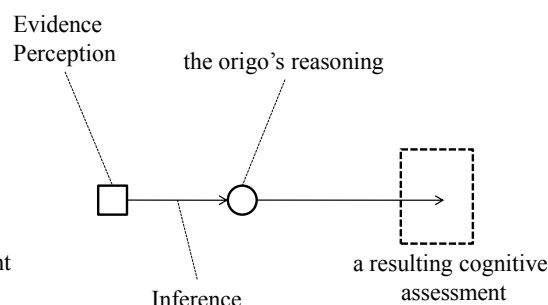 Evidence
Perception
the origo's reasoning
a resulting cognitive
assessment
Inference